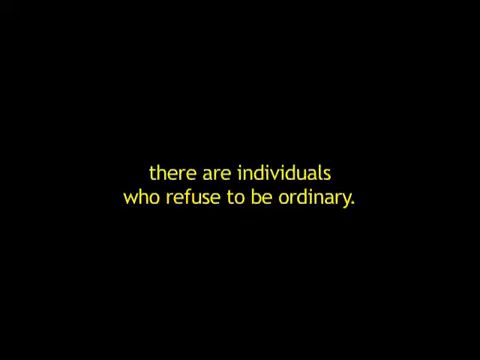 there are individuals
who refuse to be ordinary.